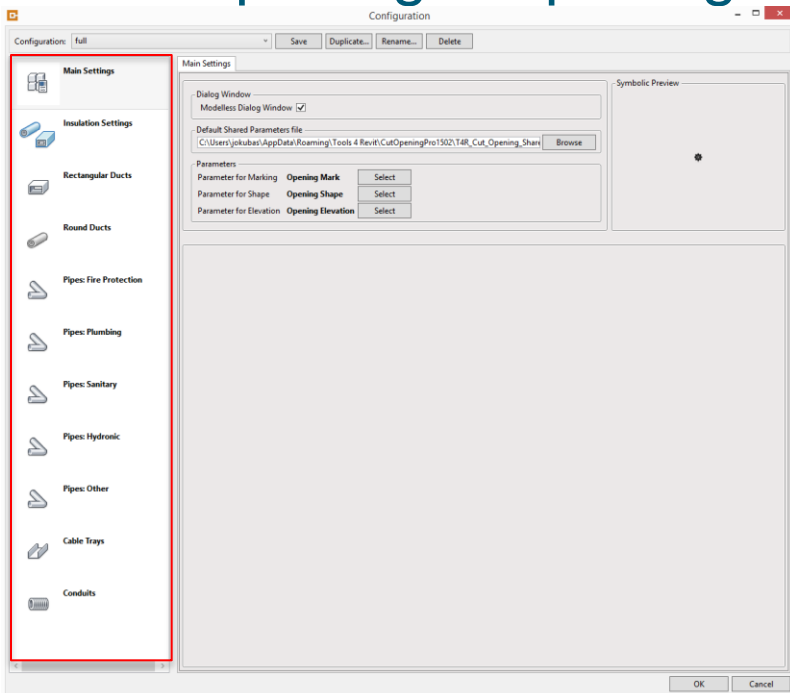 Configuration
Configuration: full Save Duplicate... Rename... Delete
Main Settings
Insulation Settings
Rectangular Ducts
Round Ducts
Pipes: Fire Protection
Pipes: Plumbing
Pipes: Sanitary
Pipes: Hydronic
Pipes: Other
Cable Trays
Conduits
Main Settings
Dialog Window
Modelless Dialog Window
Default Shared Parameters file
C:\Users\jokubas\AppData\Roaming\Tools 4 Revit\CutOpeningPro1502\T4R_Cut_Opening_Share Browse
Parameters
Parameter for Marking Opening Mark Select
Parameter for Shape Opening Shape Select
Parameter for Elevation Opening Elevation Select
Symbolic Preview
OK Cancel